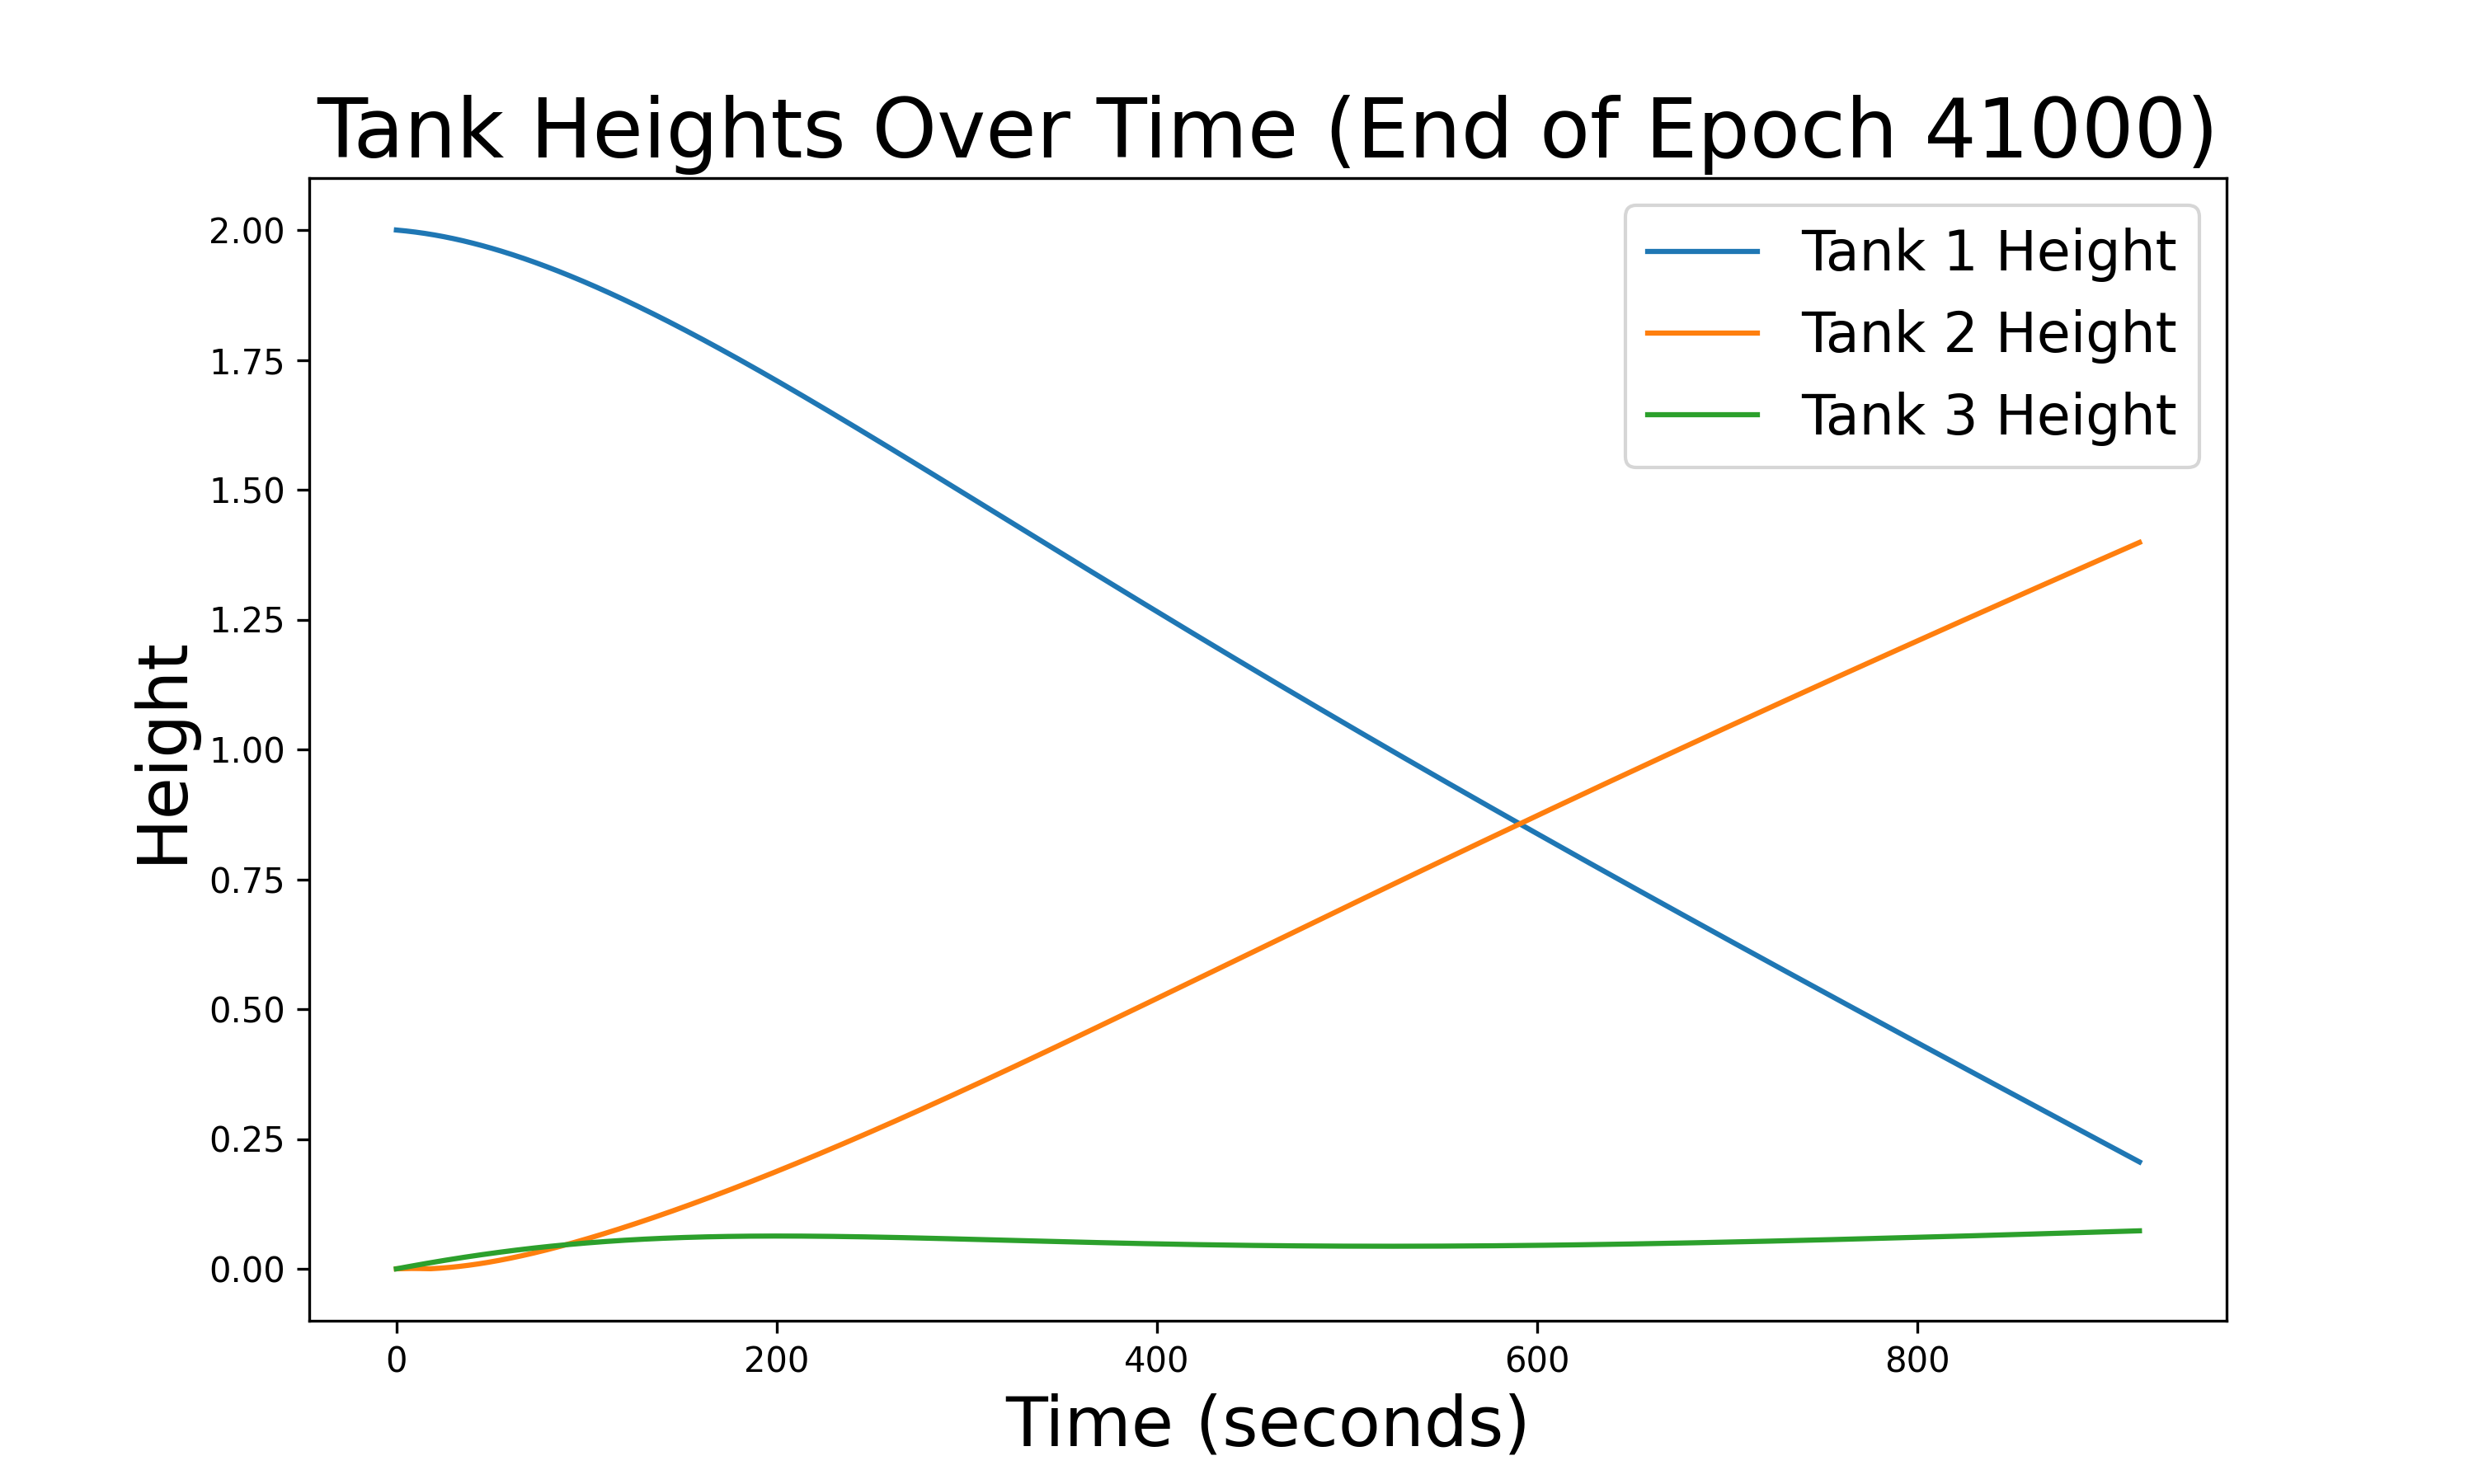 Tank Heights Over Time (End of Epoch 41000)
Tank 1 Height
Tank 2 Height
Tank 3 Height
Height
2.00
1.75
1.50
1.25
1.00
0.75
0.50
0.25
0.00
0 200 400 600 800
Time (seconds)